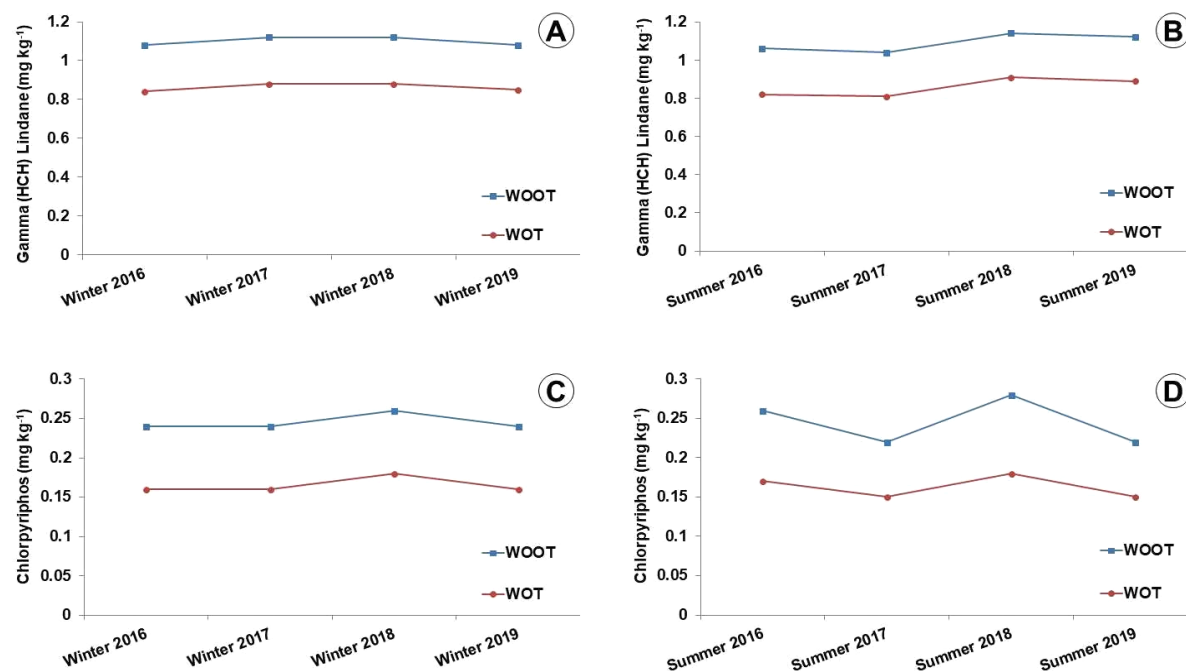 A
Gamma (HCH) Lindane (mg kg-1)
1.2
1
0.8
0.6
0.4
0.2
0
WOOT
WOT
Winter 2016
Winter 2017
Winter 2018
Winter 2019
B
Gamma (HCH) Lindane (mg kg-1)
1.2
1
0.8
0.6
0.4
0.2
0
WOOT
WOT
Summer 2016
Summer 2017
Summer 2018
Summer 2019
C
Chlorpyriphos (mg kg-1)
0.3
0.25
0.2
0.15
0.1
0.05
0
WOOT
WOT
Winter 2016
Winter 2017
Winter 2018
Winter 2019
D
Chlorpyriphos (mg kg-1)
0.3
0.25
0.2
0.15
0.1
0.05
0
WOOT
WOT
Summer 2016
Summer 2017
Summer 2018
Summer 2019